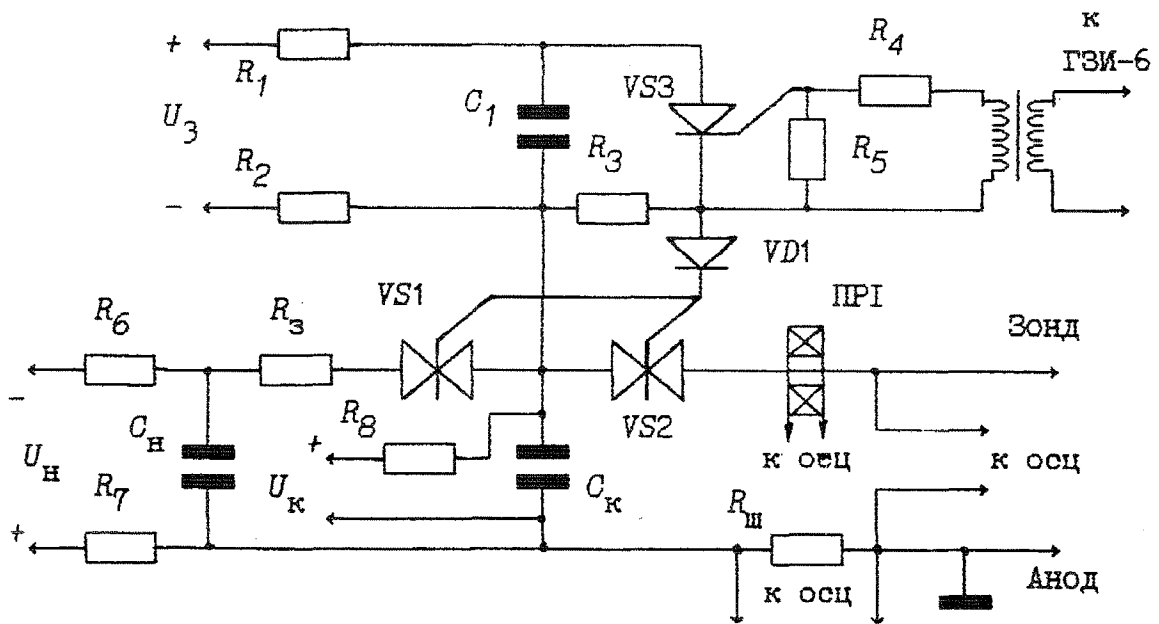 к
ГЗИ-6
+
R1
C1
VS3
R4
U3
R3
R5
R2
-
VD1
VS1
ПРI
R6
Rз
Зонд
-
Cн
R8
+
VS2
Uн
к осц
к осц
R7
Uк
Cк
+
Rш
к осц
Анод